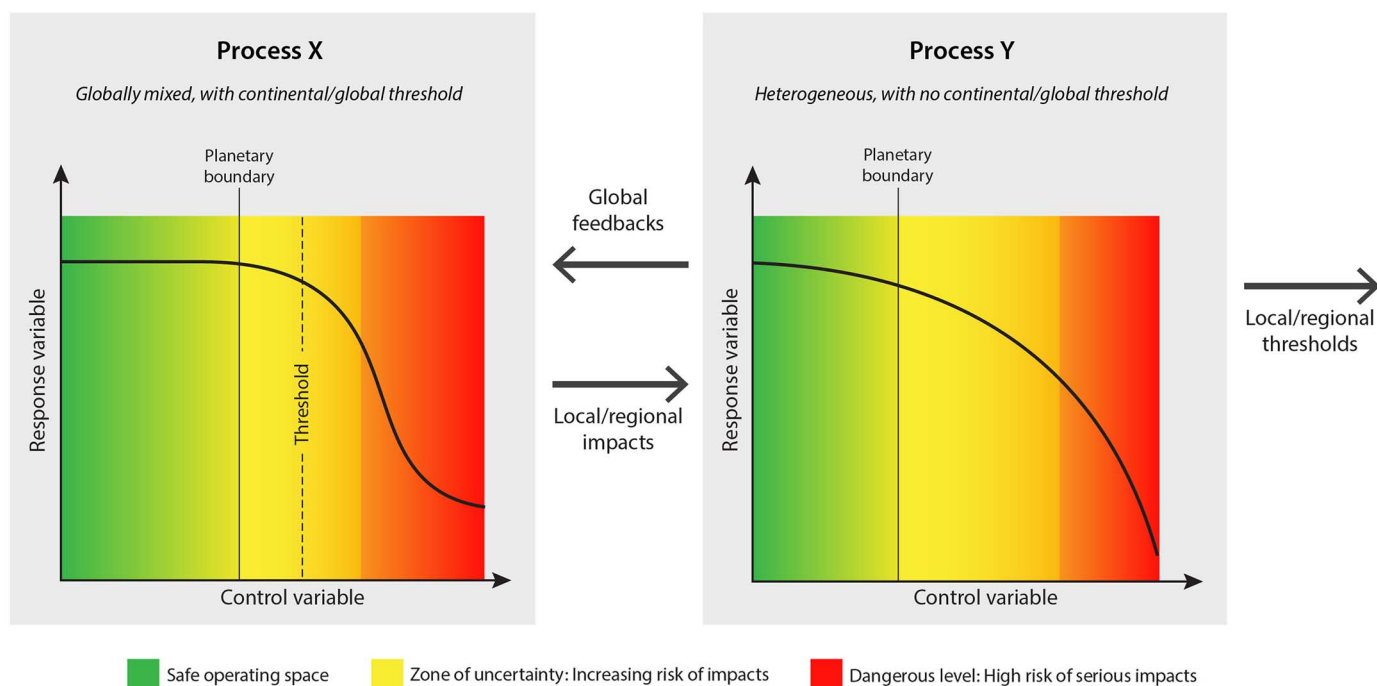 Process X
Globally mixed, with continental/global threshold
Planetary
boundary
Response variable
Threshold
Control variable
Global
feedbacks
Local/regional
impacts
Process Y
Heterogeneous, with no continental/global threshold
Planetary
boundary
Response variable
Control variable
Local/regional
thresholds
Safe operating space
Zone of uncertainty: Increasing risk of impacts
Dangerous level: High risk of serious impacts